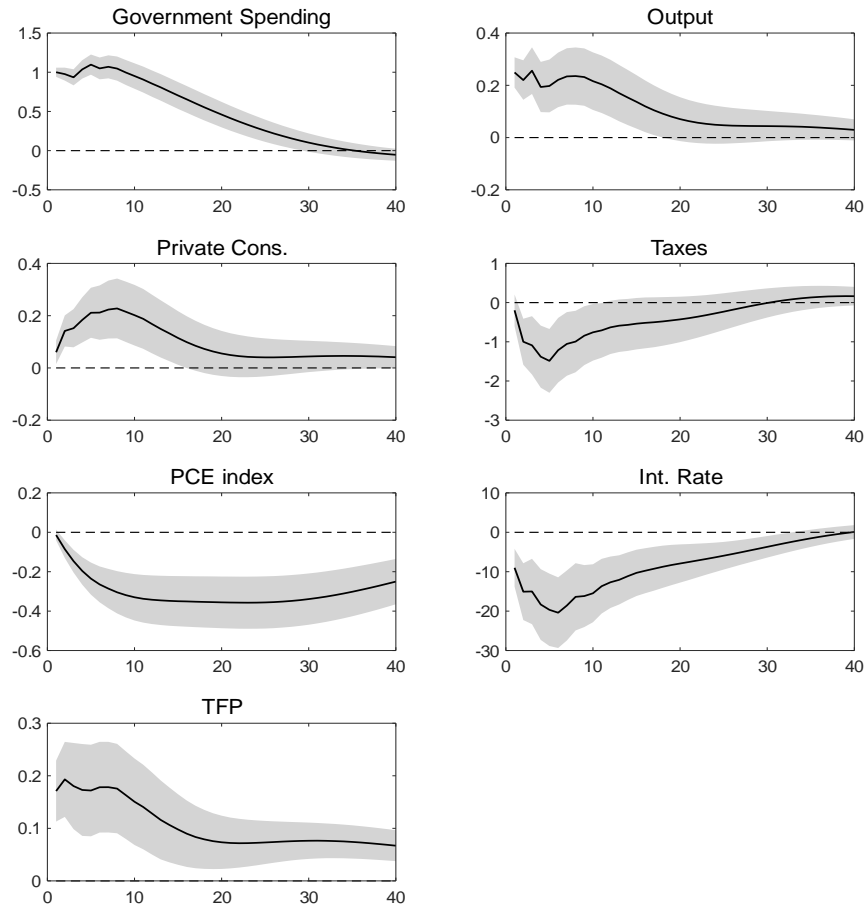 Government Spending
1.5
1
0.5
0
-0.5
0 10 20 30 40
Output
0.4
0.2
0
-0.2
0 10 20 30 40
Private Cons.
0.4
0.2
0
-0.2
0 10 20 30 40
Taxes
1
0
-1
-2
-3
0 10 20 30 40
PCE index
0.2
0
-0.2
-0.4
-0.6
0 10 20 30 40
Int. Rate
10
0
-10
-20
-30
0 10 20 30 40
TFP
0.3
0.2
0.1
0
0 10 20 30 40